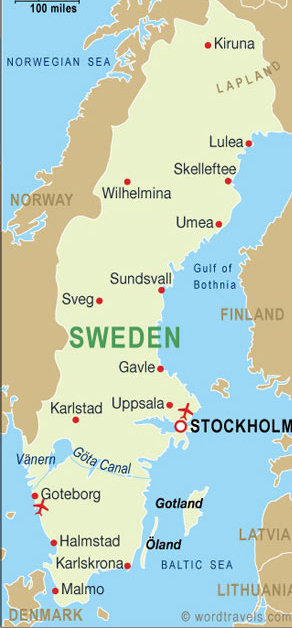 100 miles
Kiruna
NORWEGIAN SEA
LAPLAND
Lulea
Skelleftee
Wilhelmina
NORWAY
Umea
Gulf of
Bothnia
Sundsvall
Sveg
FINLAND
SWEDEN
Gavle
Uppsala
Karlstad
STOCKHOLM
Vänern
Göta Canal
Goteborg
Gotland
Halmstad
Öland
LATVIA
Karlskrona
BALTIC SEA
Malmo
LITHUANIA
DENMARK
© wordtravels.com